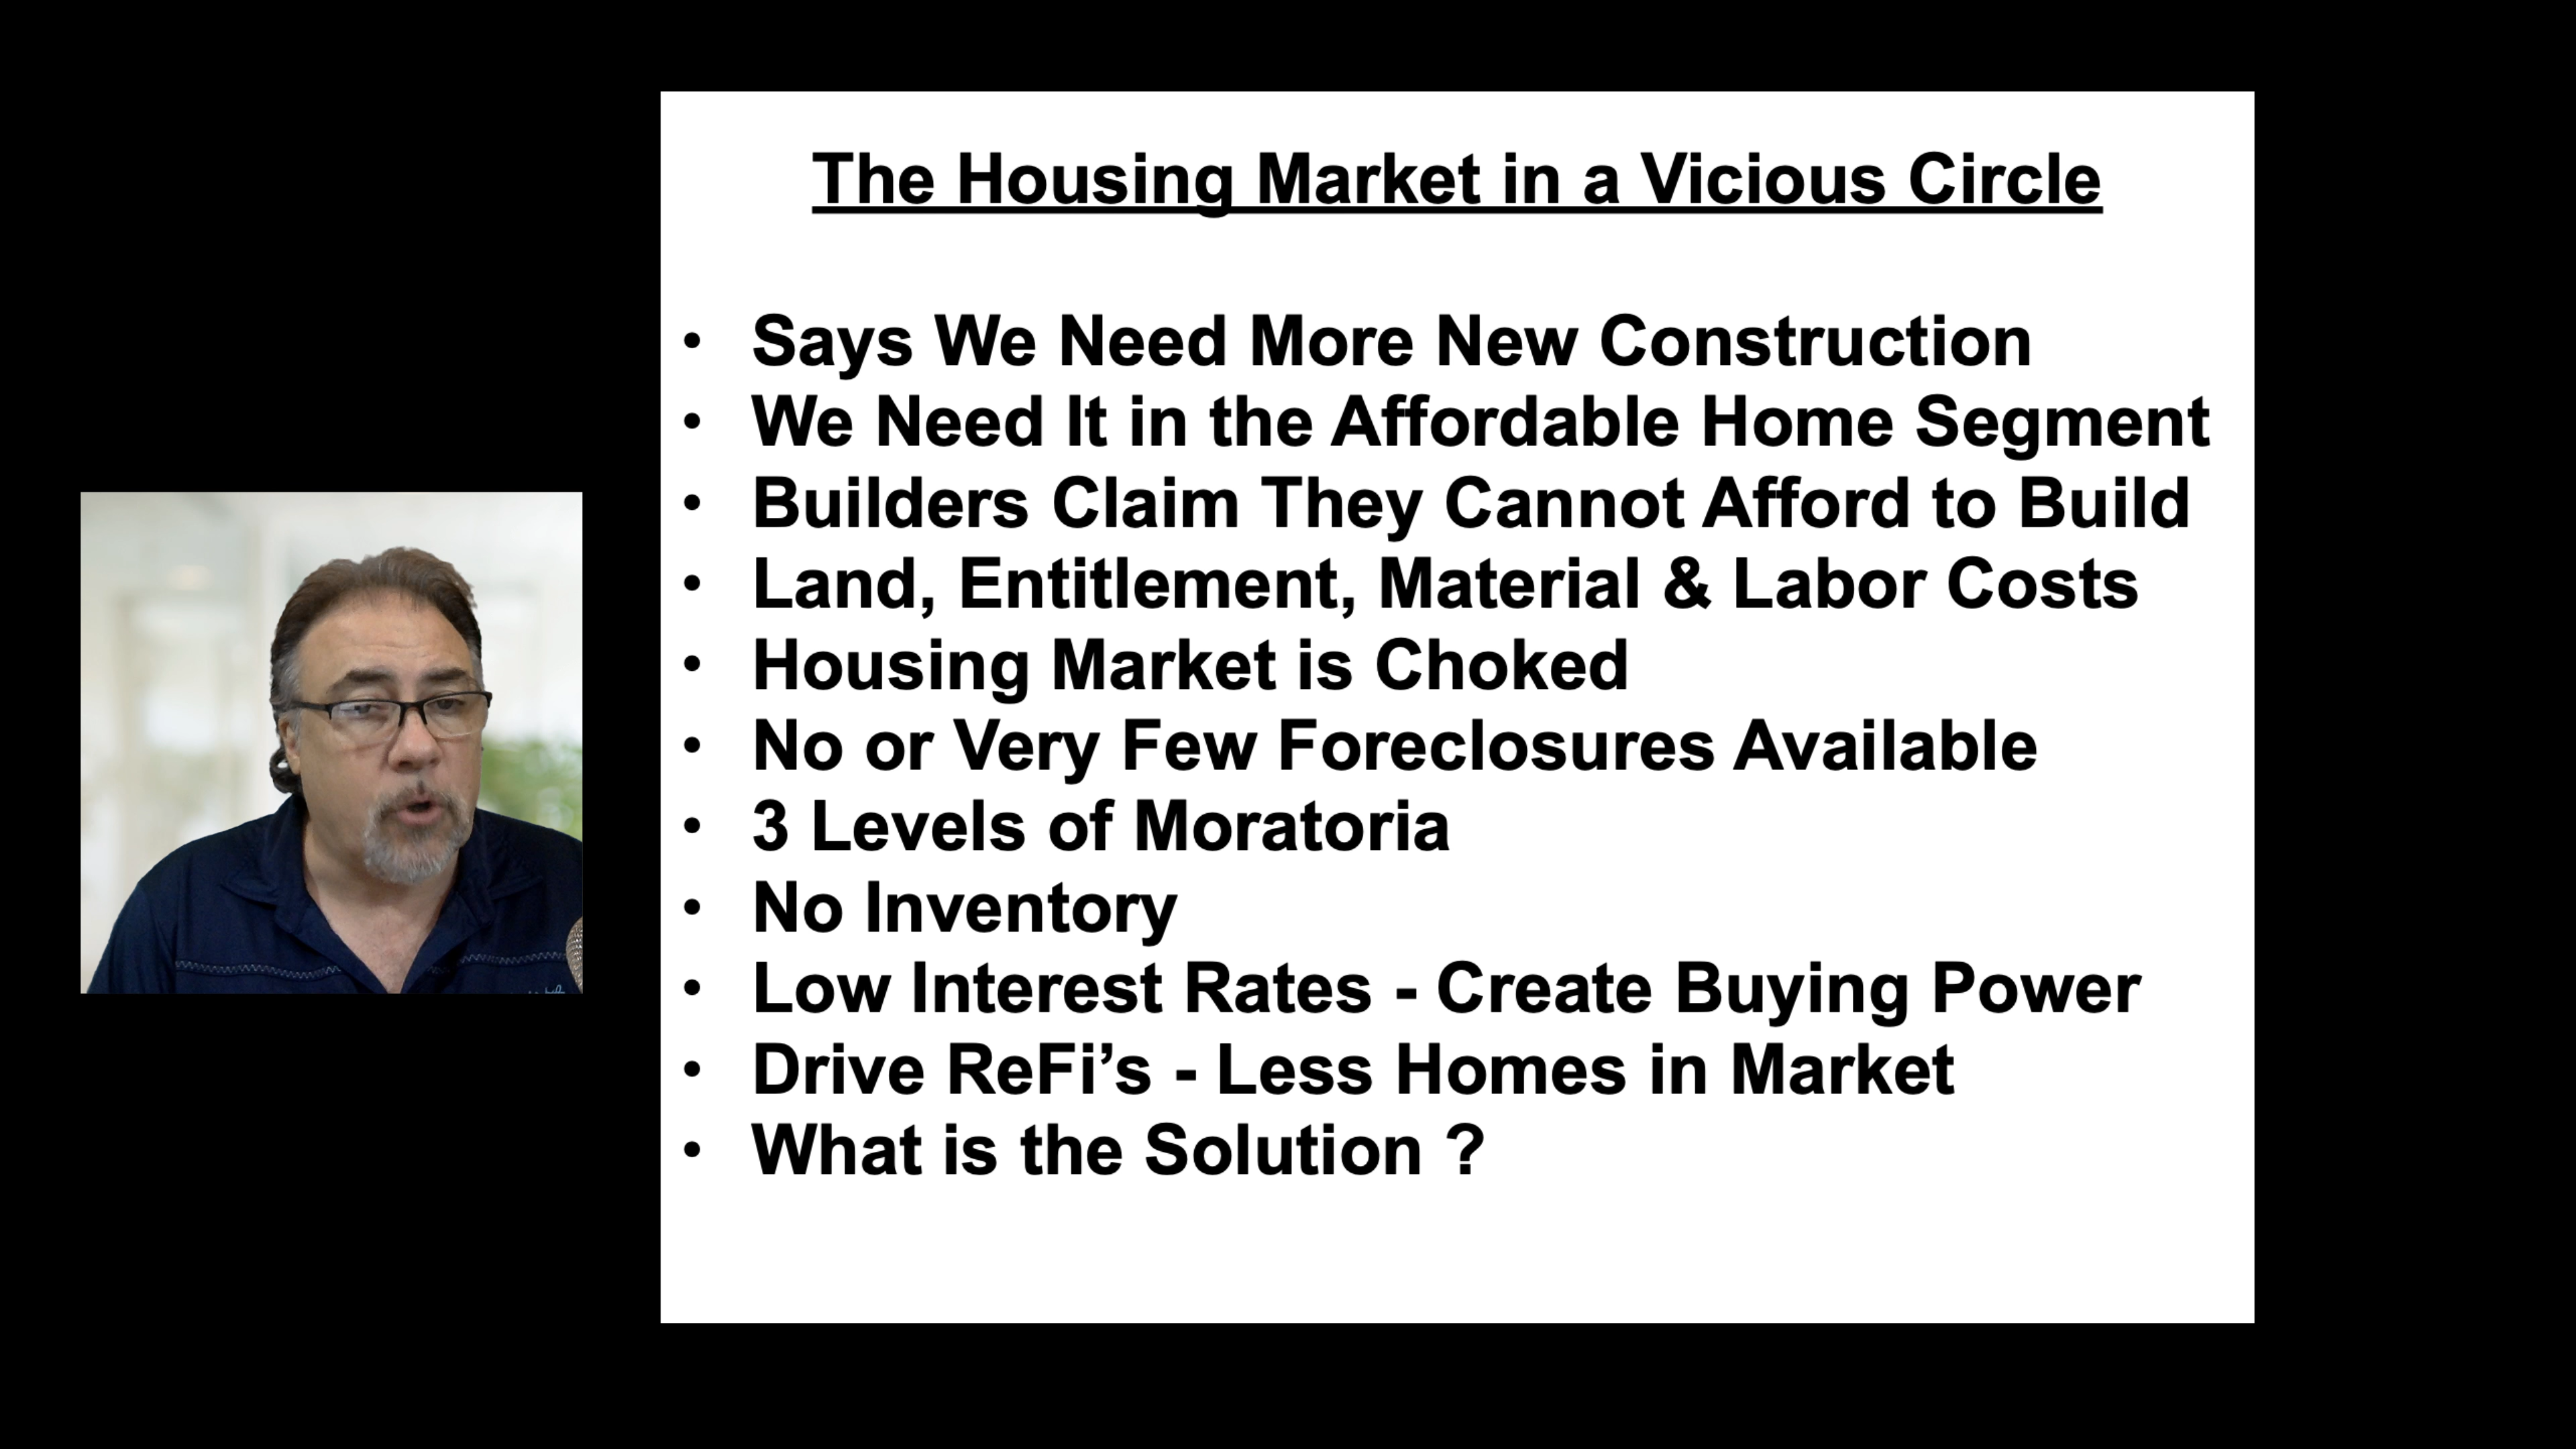 The Housing Market in a Vicious Circle
• Says We Need More New Construction
• We Need It in the Affordable Home Segment
• Builders Claim They Cannot Afford to Build
• Land, Entitlement, Material & Labor Costs
• Housing Market is Choked
• No or Very Few Foreclosures Available
• 3 Levels of Moratoria
• No Inventory
• Low Interest Rates - Create Buying Power
• Drive ReFi’s - Less Homes in Market
• What is the Solution ?